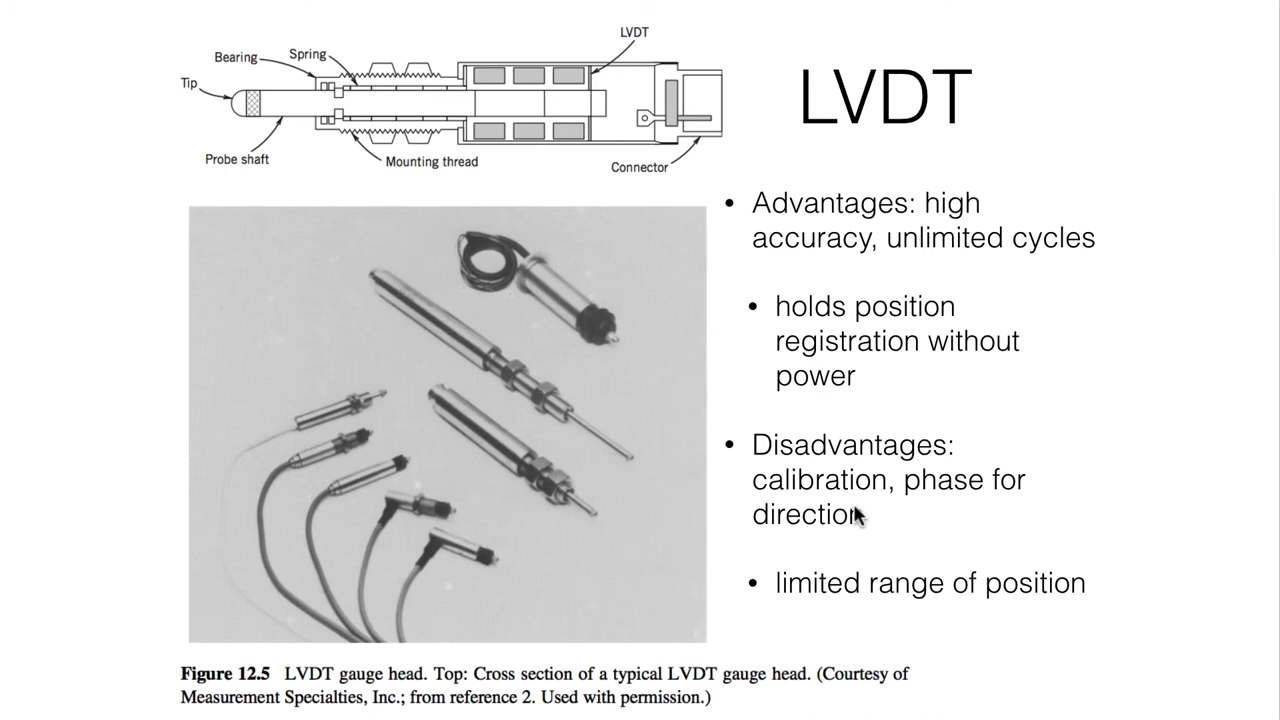 LVDT
Spring
Bearing
Tip
Probe shaft
Mounting thread
Connector
LVDT
• Advantages: high
accuracy, unlimited cycles
• holds position
registration without
power
• Disadvantages:
calibration, phase for
direction
• limited range of position
Figure 12.5 LVDT gauge head. Top: Cross section of a typical LVDT gauge head. (Courtesy of
Measurement Specialties, Inc.; from reference 2. Used with permission.)